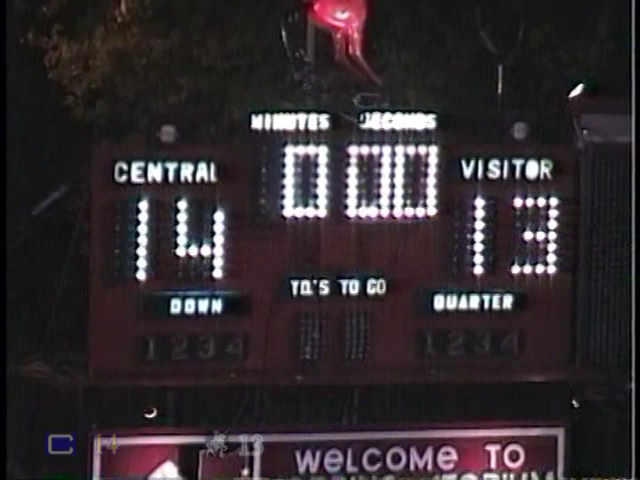 MINUTES SECONDS
0 00
CENTRAL VISITOR
14 13
YD.'S TO GO
DOWN QUARTER
1 2 3 4 1 2 3 4
C 14 13
WELCOME TO